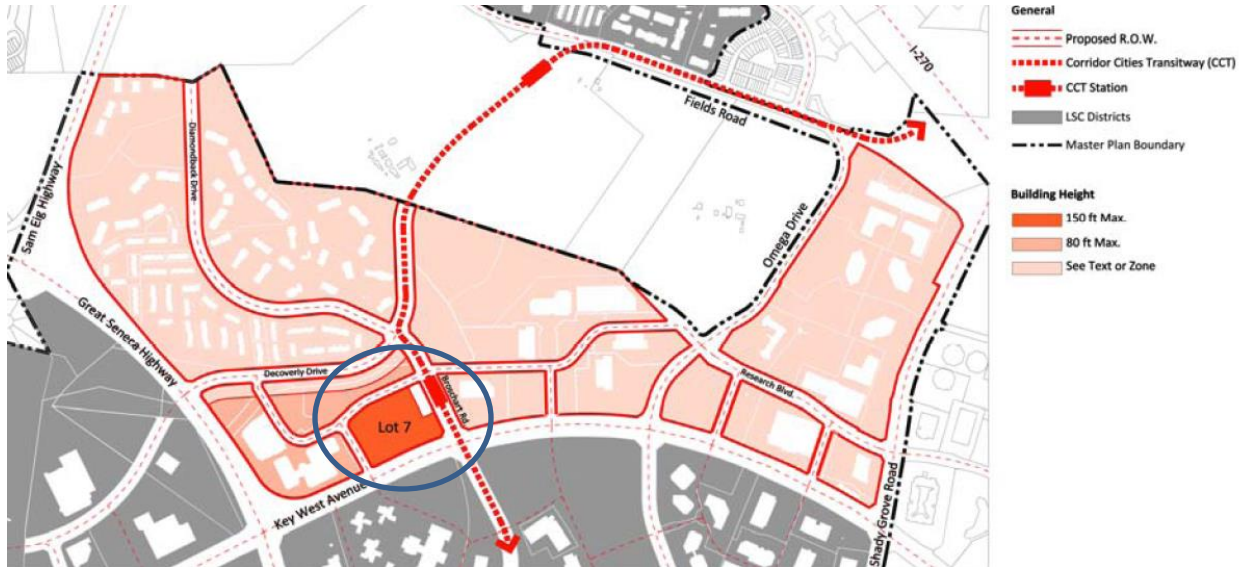 General
Proposed R.O.W.
Corridor Cities Transitway (CCT)
CCT Station
LSC Districts
Master Plan Boundary
Building Height
150 ft Max.
80 ft Max.
See Text or Zone
I-270
Fields Road
Diamondback Drive
Sam Eig Highway
Omega Drive
Great Seneca Highway
Decoverly Drive
Broschart Rd
Research Blvd.
Lot 7
Key West Avenue
Shady Grove Road